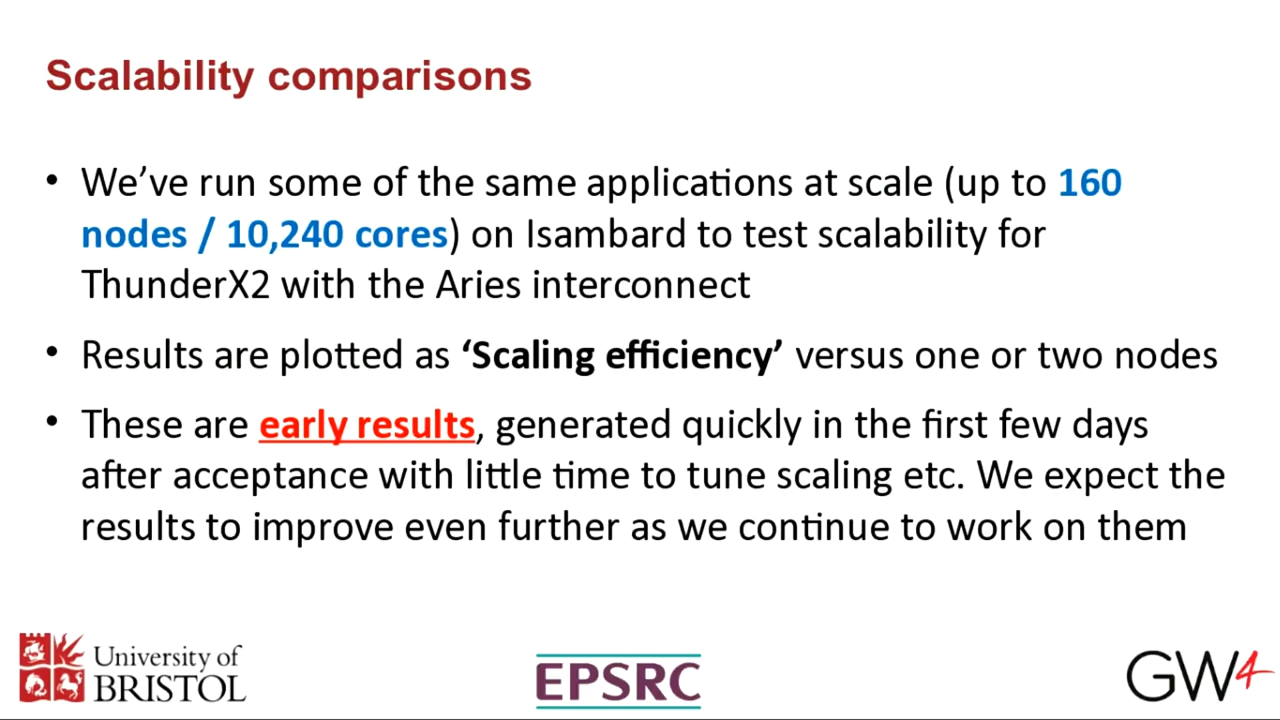 Scalability comparisons
• We’ve run some of the same applications at scale (up to 160
nodes / 10,240 cores) on Isambard to test scalability for
ThunderX2 with the Aries interconnect
• Results are plotted as ‘Scaling efficiency’ versus one or two nodes
• These are early results, generated quickly in the first few days
after acceptance with little time to tune scaling etc. We expect the
results to improve even further as we continue to work on them
University of
BRISTOL
EPSRC
GW4